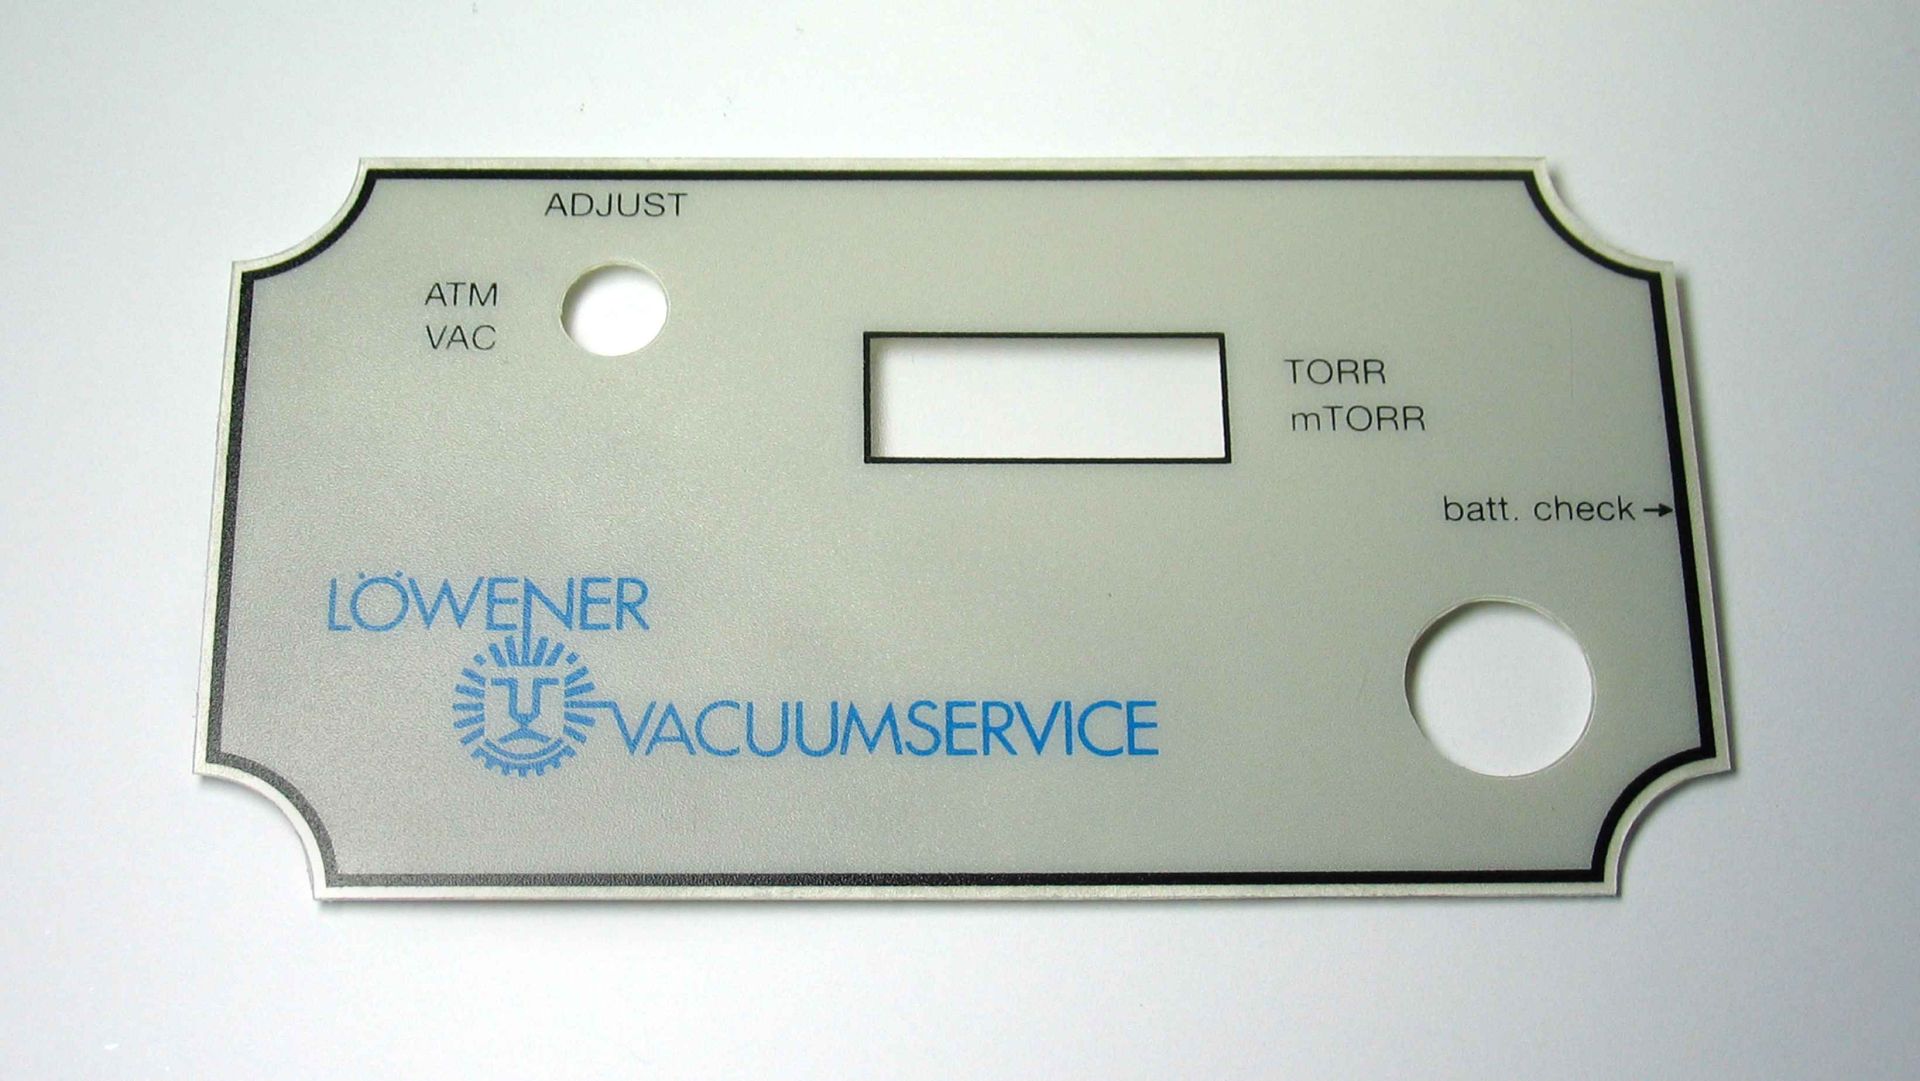 ADJUST
ATM
VAC
TORR
mTORR
batt. check→
LÖWENER
VACUUMSERVICE